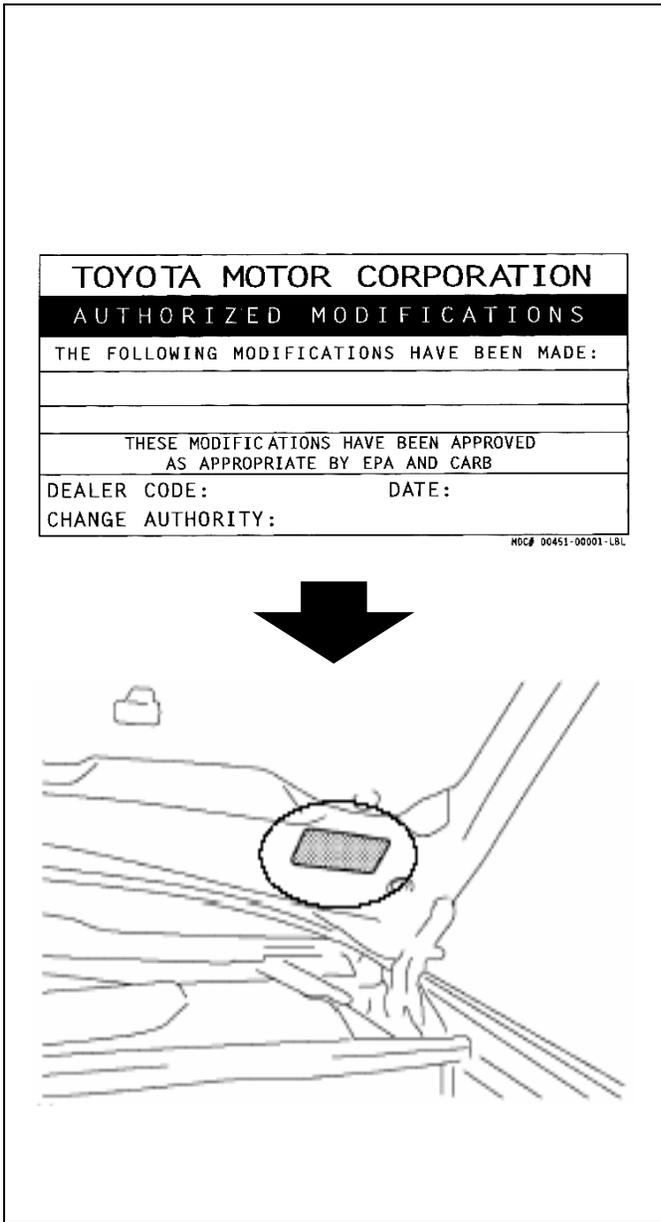 TOYOTA MOTOR CORPORATION
AUTHORIZED MODIFICATIONS
THE FOLLOWING MODIFICATIONS HAVE BEEN MADE:
THESE MODIFICATIONS HAVE BEEN APPROVED
AS APPROPRIATE BY EPA AND CARB
DEALER CODE: DATE:
CHANGE AUTHORITY:
MDC# 00451-00001-LBL